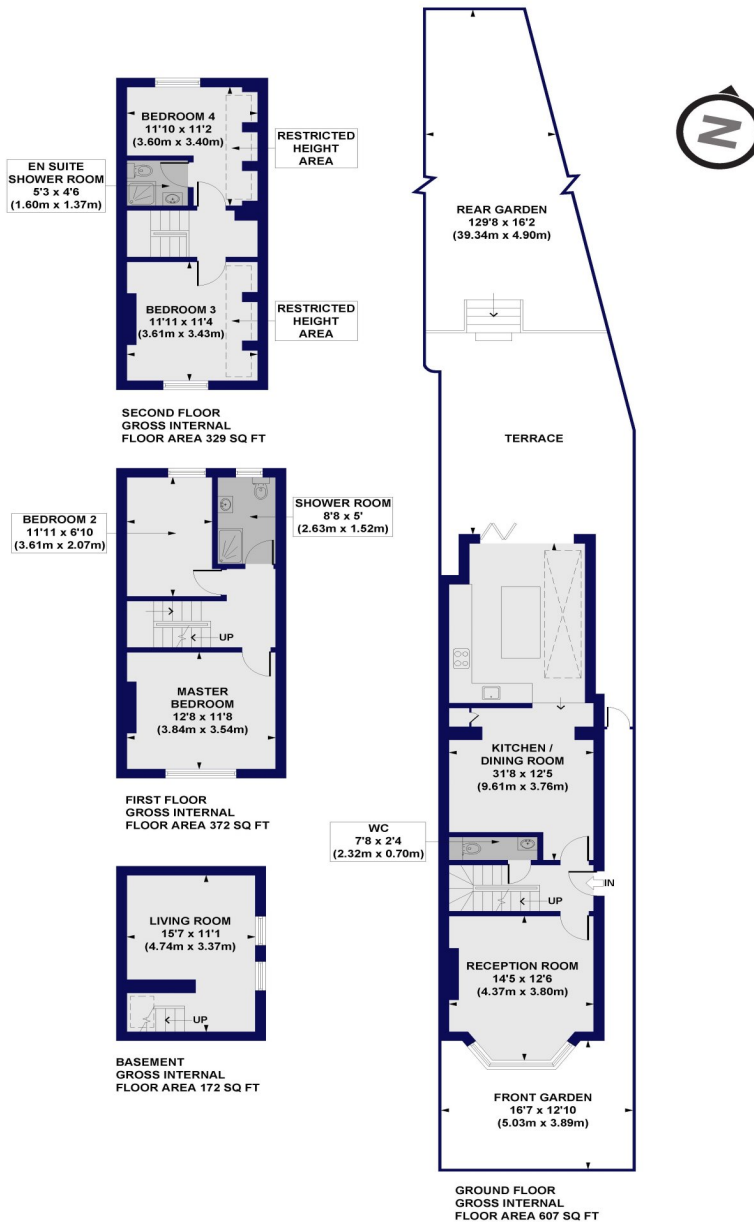 BEDROOM 4
11'10 x 11'2
(3.60m x 3.40m)
RESTRICTED
HEIGHT
AREA
EN SUITE
SHOWER ROOM
5'3 x 4'6
(1.60m x 1.37m)
BEDROOM 3
11'11 x 11'4
(3.61m x 3.43m)
RESTRICTED
HEIGHT
AREA
SECOND FLOOR
GROSS INTERNAL
FLOOR AREA 329 SQ FT
BEDROOM 2
11'11 x 6'10
(3.61m x 2.07m)
SHOWER ROOM
8'8 x 5'
(2.63m x 1.52m)
UP
MASTER
BEDROOM
12'8 x 11'8
(3.84m x 3.54m)
FIRST FLOOR
GROSS INTERNAL
FLOOR AREA 372 SQ FT
LIVING ROOM
15'7 x 11'1
(4.74m x 3.37m)
UP
BASEMENT
GROSS INTERNAL
FLOOR AREA 172 SQ FT
N
REAR GARDEN
129'8 x 16'2
(39.34m x 4.90m)
TERRACE
KITCHEN /
DINING ROOM
31'8 x 12'5
(9.61m x 3.76m)
WC
7'8 x 2'4
(2.32m x 0.70m)
IN
UP
RECEPTION ROOM
14'5 x 12'6
(4.37m x 3.80m)
FRONT GARDEN
16'7 x 12'10
(5.03m x 3.89m)
GROUND FLOOR
GROSS INTERNAL
FLOOR AREA 607 SQ FT